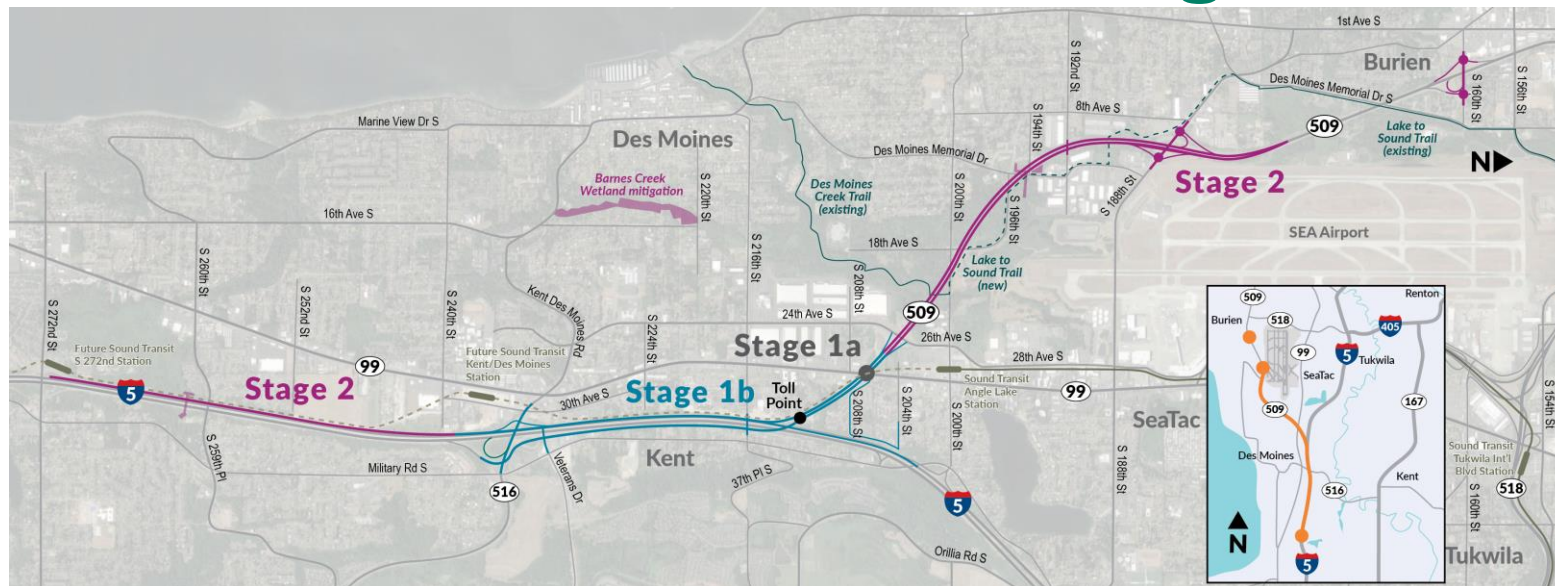 1st Ave S
Burien
S 192nd St
S 160th St
S 156th St
Des Moines Memorial Dr S
8th Ave S
Marine View Dr S
Des Moines
S 194th St
509
Lake to
Sound Trail
(existing)
N
Des Moines Memorial Dr
Barnes Creek
Wetland mitigation
S 220th St
Des Moines
Creek Trail
(existing)
S 200th St
S 196th St
S 188th St
Stage 2
16th Ave S
SEA Airport
18th Ave S
Lake to
Sound Trail
(new)
S 216th St
S 260th St
S 252nd St
S 240th St
S 272nd St
Kent Des Moines Rd
S 208th St
24th Ave S
509
26th Ave S
S 224th St
Stage 1a
28th Ave S
Future Sound Transit
S 272nd Station
99
Future Sound Transit
Kent/Des Moines
Station
5
Stage 2
30th Ave S
Stage 1b
Toll
Point
S 208th St
S 204th St
Sound Transit
Angle Lake
Station
99
S 200th St
SeaTac
S 188th St
S 259th Pl
Military Rd S
516
Veterans Dr
Kent
37th Pl S
5
Orillia Rd S
S 154th St
Sound Transit
Tukwila Int'l
Blvd Station
518
S 160th St
Tukwila
509
Renton
Burien
518
405
99
5
Tukwila
SeaTac
509
167
Des Moines
516
Kent
N
5